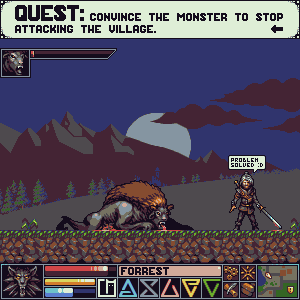 QUEST: CONVINCE THE MONSTER TO STOP
ATTACKING THE VILLAGE.
PROBLEM
SOLVED :D
FORREST